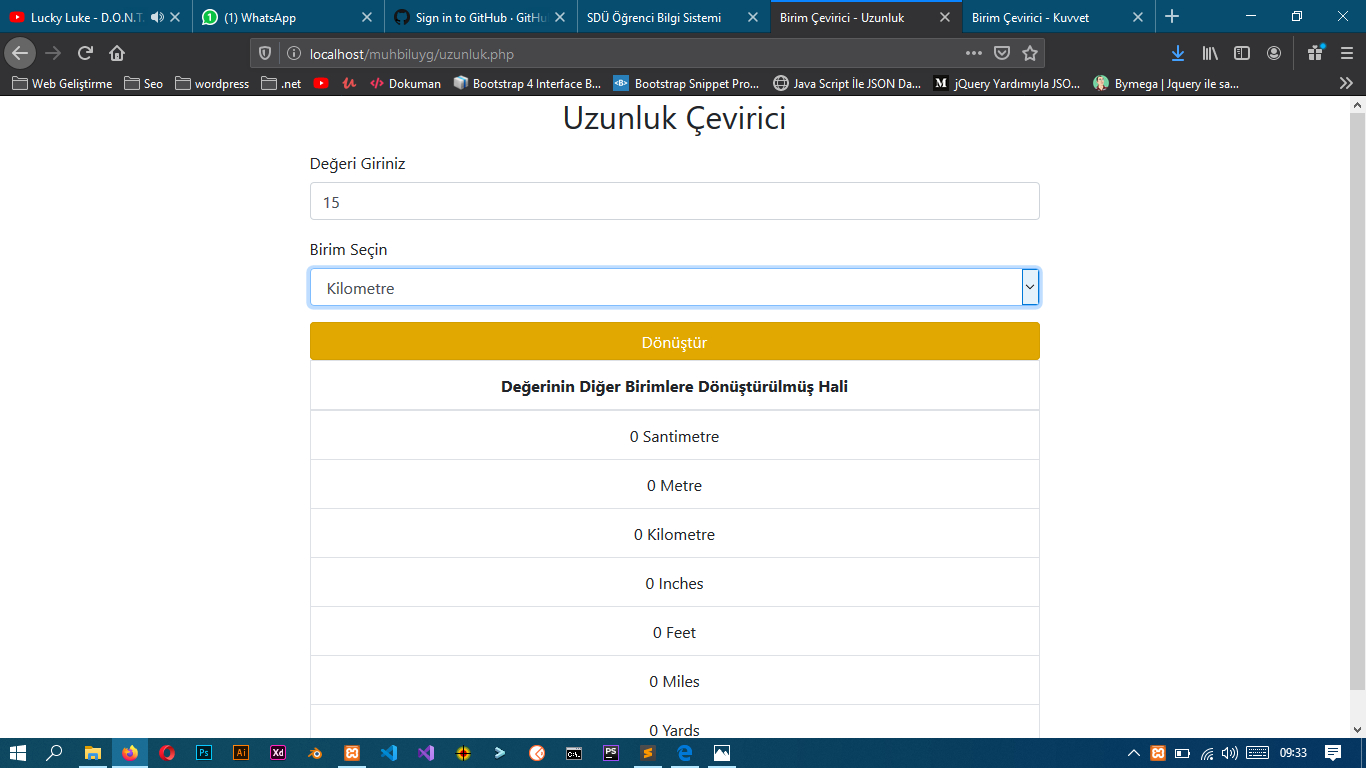 Lucky Luke - D.O.N.T.
(1) WhatsApp
Sign in to GitHub · GitHu
SDÜ Öğrenci Bilgi Sistemi
Birim Çevirici - Uzunluk
Birim Çevirici - Kuvvet
localhost/muhbiluyg/uzunluk.php
Web Geliştirme
Seo
wordpress
.net
Dokuman
Bootstrap 4 Interface B...
Bootstrap Snippet Pro...
Java Script İle JSON Da...
jQuery Yardımıyla JSO...
Bymega | Jquery ile sa...
Uzunluk Çevirici
Değeri Giriniz
15
Birim Seçin
Kilometre
Dönüştür
Değerinin Diğer Birimlere Dönüştürülmüş Hali
0 Santimetre
0 Metre
0 Kilometre
0 Inches
0 Feet
0 Miles
0 Yards
09:33